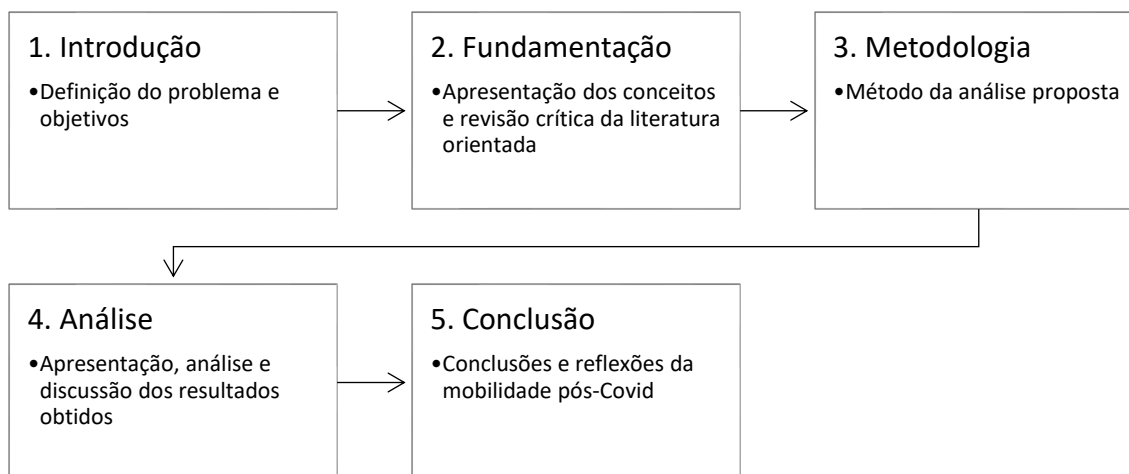 1. Introdução
•Definição do problema e
objetivos
2. Fundamentação
•Apresentação dos conceitos
e revisão crítica da literatura
orientada
3. Metodologia
•Método da análise proposta
4. Análise
•Apresentação, análise e
discussão dos resultados
obtidos
5. Conclusão
•Conclusões e reflexões da
mobilidade pós-Covid